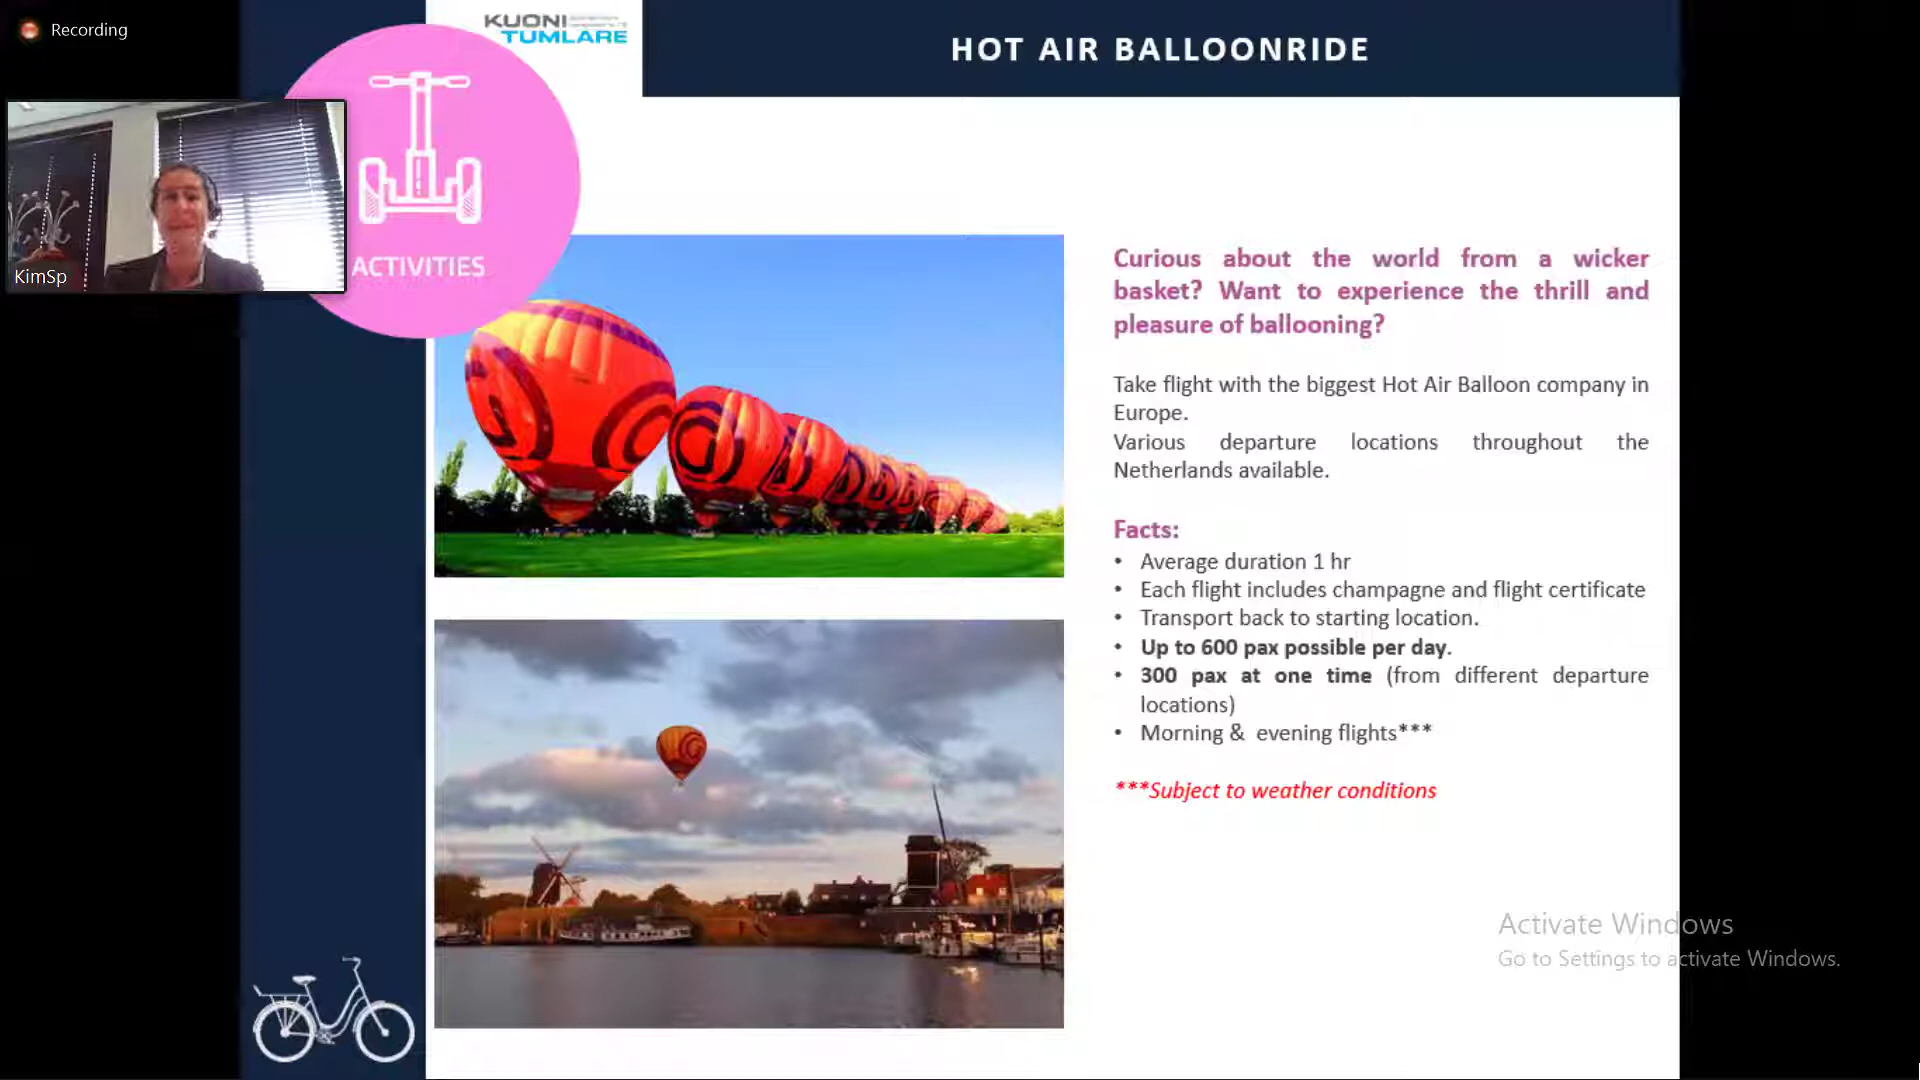 Recording
KUONI
TUMLARE
HOT AIR BALLOONRIDE
KimSp
ACTIVITIES
Curious about the world from a wicker
basket? Want to experience the thrill and
pleasure of ballooning?
Take flight with the biggest Hot Air Balloon company in
Europe.
Various departure locations throughout the
Netherlands available.
Facts:
• Average duration 1 hr
• Each flight includes champagne and flight certificate
• Transport back to starting location.
• Up to 600 pax possible per day.
• 300 pax at one time (from different departure
locations)
• Morning & evening flights***
***Subject to weather conditions
Activate Windows
Go to Settings to activate Windows.